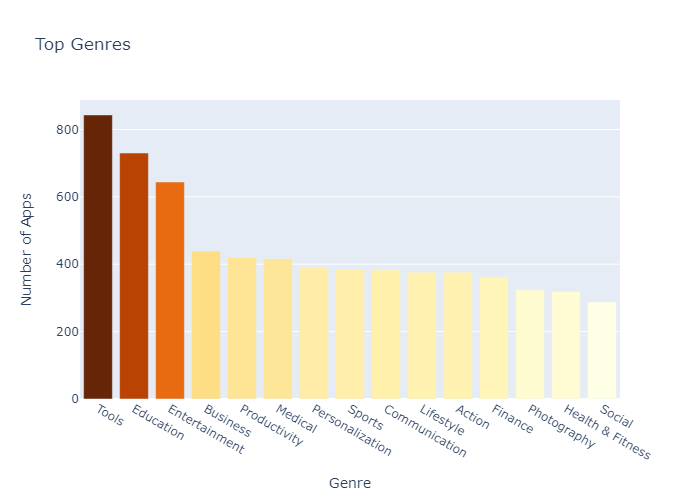 Top Genres
Number of Apps
800
600
400
200
0
Tools
Education
Entertainment
Business
Productivity
Medical
Personalization
Sports
Communication
Lifestyle
Action
Finance
Photography
Health & Fitness
Social
Genre